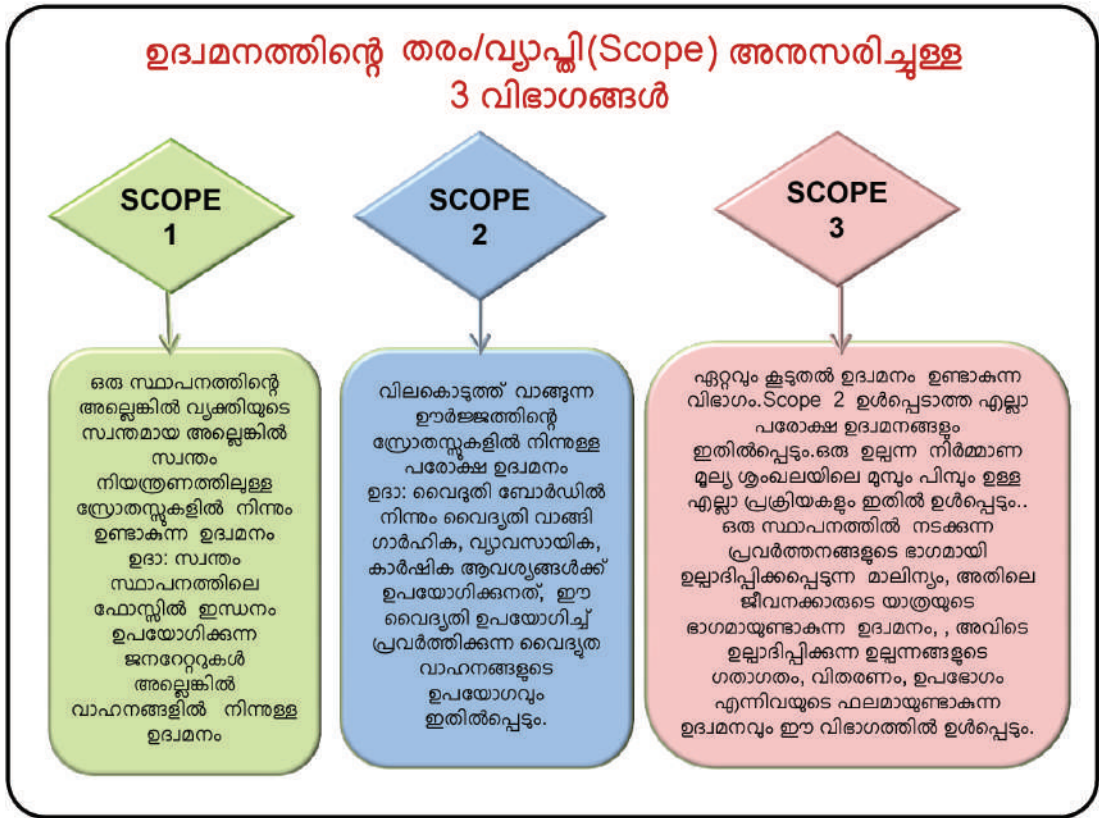 ഉദ്വമനത്തിന്റെ തരം/വ്യാപ്തി(Scope) അനുസരിച്ചുള്ള
3 വിഭാഗങ്ങൾ
SCOPE
1
ഒരു സ്ഥാപനത്തിന്റെ
അല്ലെങ്കിൽ വ്യക്തിയുടെ
സ്വന്തമായ അല്ലെങ്കിൽ
സ്വന്തം
നിയന്ത്രണത്തിലുള്ള
സ്രോതസ്സുകളിൽ നിന്നും
ഉണ്ടാകുന്ന ഉദ്വമനം
ഉദാ: സ്വന്തം
സ്ഥാപനത്തിലെ
ഫോസ്സിൽ ഇന്ധനം
ഉപയോഗിക്കുന്ന
ജനറേറ്ററുകൾ
അല്ലെങ്കിൽ
വാഹനങ്ങളിൽ നിന്നുള്ള
ഉദ്വമനം
SCOPE
2
വിലകൊടുത്ത് വാങ്ങുന്ന
ഊർജ്ജത്തിന്റെ
സ്രോതസ്സുകളിൽ നിന്നുള്ള
പരോക്ഷ ഉദ്വമനം
ഉദാ: വൈദുതി ബോർഡിൽ
നിന്നും വൈദ്യതി വാങ്ങി
ഗാർഹിക, വ്യാവസായിക,
കാർഷിക ആവശ്യങ്ങൾക്ക്
ഉപയോഗിക്കുനത്, ഈ
വൈദ്യതി ഉപയോഗിച്ച്
പ്രവർത്തിക്കുന്ന വൈദ്യുത
വാഹനങ്ങളുടെ
ഉപയോഗവും
ഇതിൽപ്പെടും.
SCOPE
3
ഏറ്റവും കൂടുതൽ ഉദ്വമനം ഉണ്ടാകുന്ന
വിഭാഗം.Scope 2 ഉൾപ്പെടാത്ത എല്ലാ
പരോക്ഷ ഉദ്വമനങ്ങളും
ഇതിൽപ്പെടും.ഒരു ഉല്പന്ന നിർമ്മാണ
മൂല്യ ശൃംഖലയിലെ മുമ്പും പിമ്പും ഉള്ള
എല്ലാ പ്രക്രിയകളും ഇതിൽ ഉൾപ്പെടും..
ഒരു സ്ഥാപനത്തിൽ നടക്കുന്ന
പ്രവർത്തനങ്ങളുടെ ഭാഗമായി
ഉല്പാദിപ്പിക്കപ്പെടുന്ന മാലിന്യം, അതിലെ
ജീവനക്കാരുടെ യാത്രയുടെ
ഭാഗമായുണ്ടാകുന്ന ഉദ്വമനം, , അവിടെ
ഉല്പാദിപ്പിക്കുന്ന ഉല്പന്നങ്ങളുടെ
ഗതാഗതം, വിതരണം, ഉപഭോഗം
എന്നിവയുടെ ഫലമായുണ്ടാകുന്ന
ഉദ്വമനവും ഈ വിഭാഗത്തിൽ ഉൾപ്പെടും.